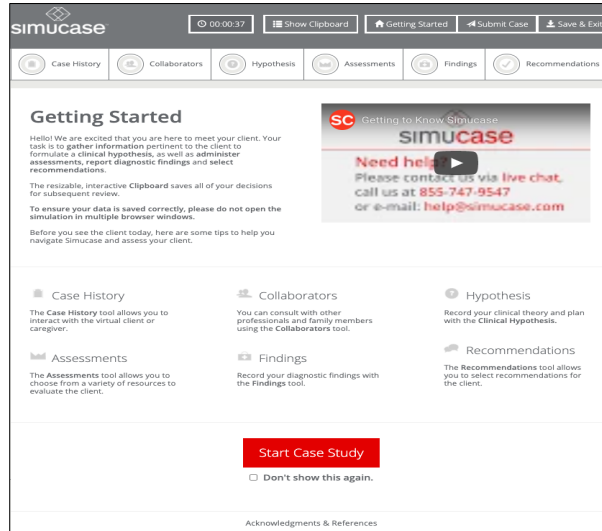 simucase
00:00:37
Show Clipboard
Getting Started
Submit Case
Save & Exit
Case History
Collaborators
Hypothesis
Assessments
Findings
Recommendations
Getting Started
Hello! We are excited that you are here to meet your client. Your
task is to gather information pertinent to the
client to
formulate a clinical hypothesis, as well as administer
assessments, report diagnostic findings and select
recommendations.
The resizable, interactive Clipboard saves all of your decisions
for subsequent review.
To ensure your data is saved correctly, please do not open the
simulation in multiple browser windows.
Before you see the client today, here are some tips to help you
navigate Simucase and assess your client.
SC Getting to Know Simucase
simucase
Need help?
Please contact us via live chat,
call us at 855-747-9547
or e-mail: help@simucase.com
Case History
The Case History tool allows you to
interact with the virtual client or
caregiver.
Collaborators
You can consult with other
professionals and family members
using the Collaborators tool.
Hypothesis
Record your clinical theory and plan
with the Clinical Hypothesis.
Assessments
The Assessments tool allows you to
choose from a variety of resources to
evaluate the client.
Findings
Record your diagnostic findings with
the Findings tool.
Recommendations
The Recommendations tool allows
you to select recommendations for
the client.
Start Case Study
Don't show this again.
Acknowledgments & References